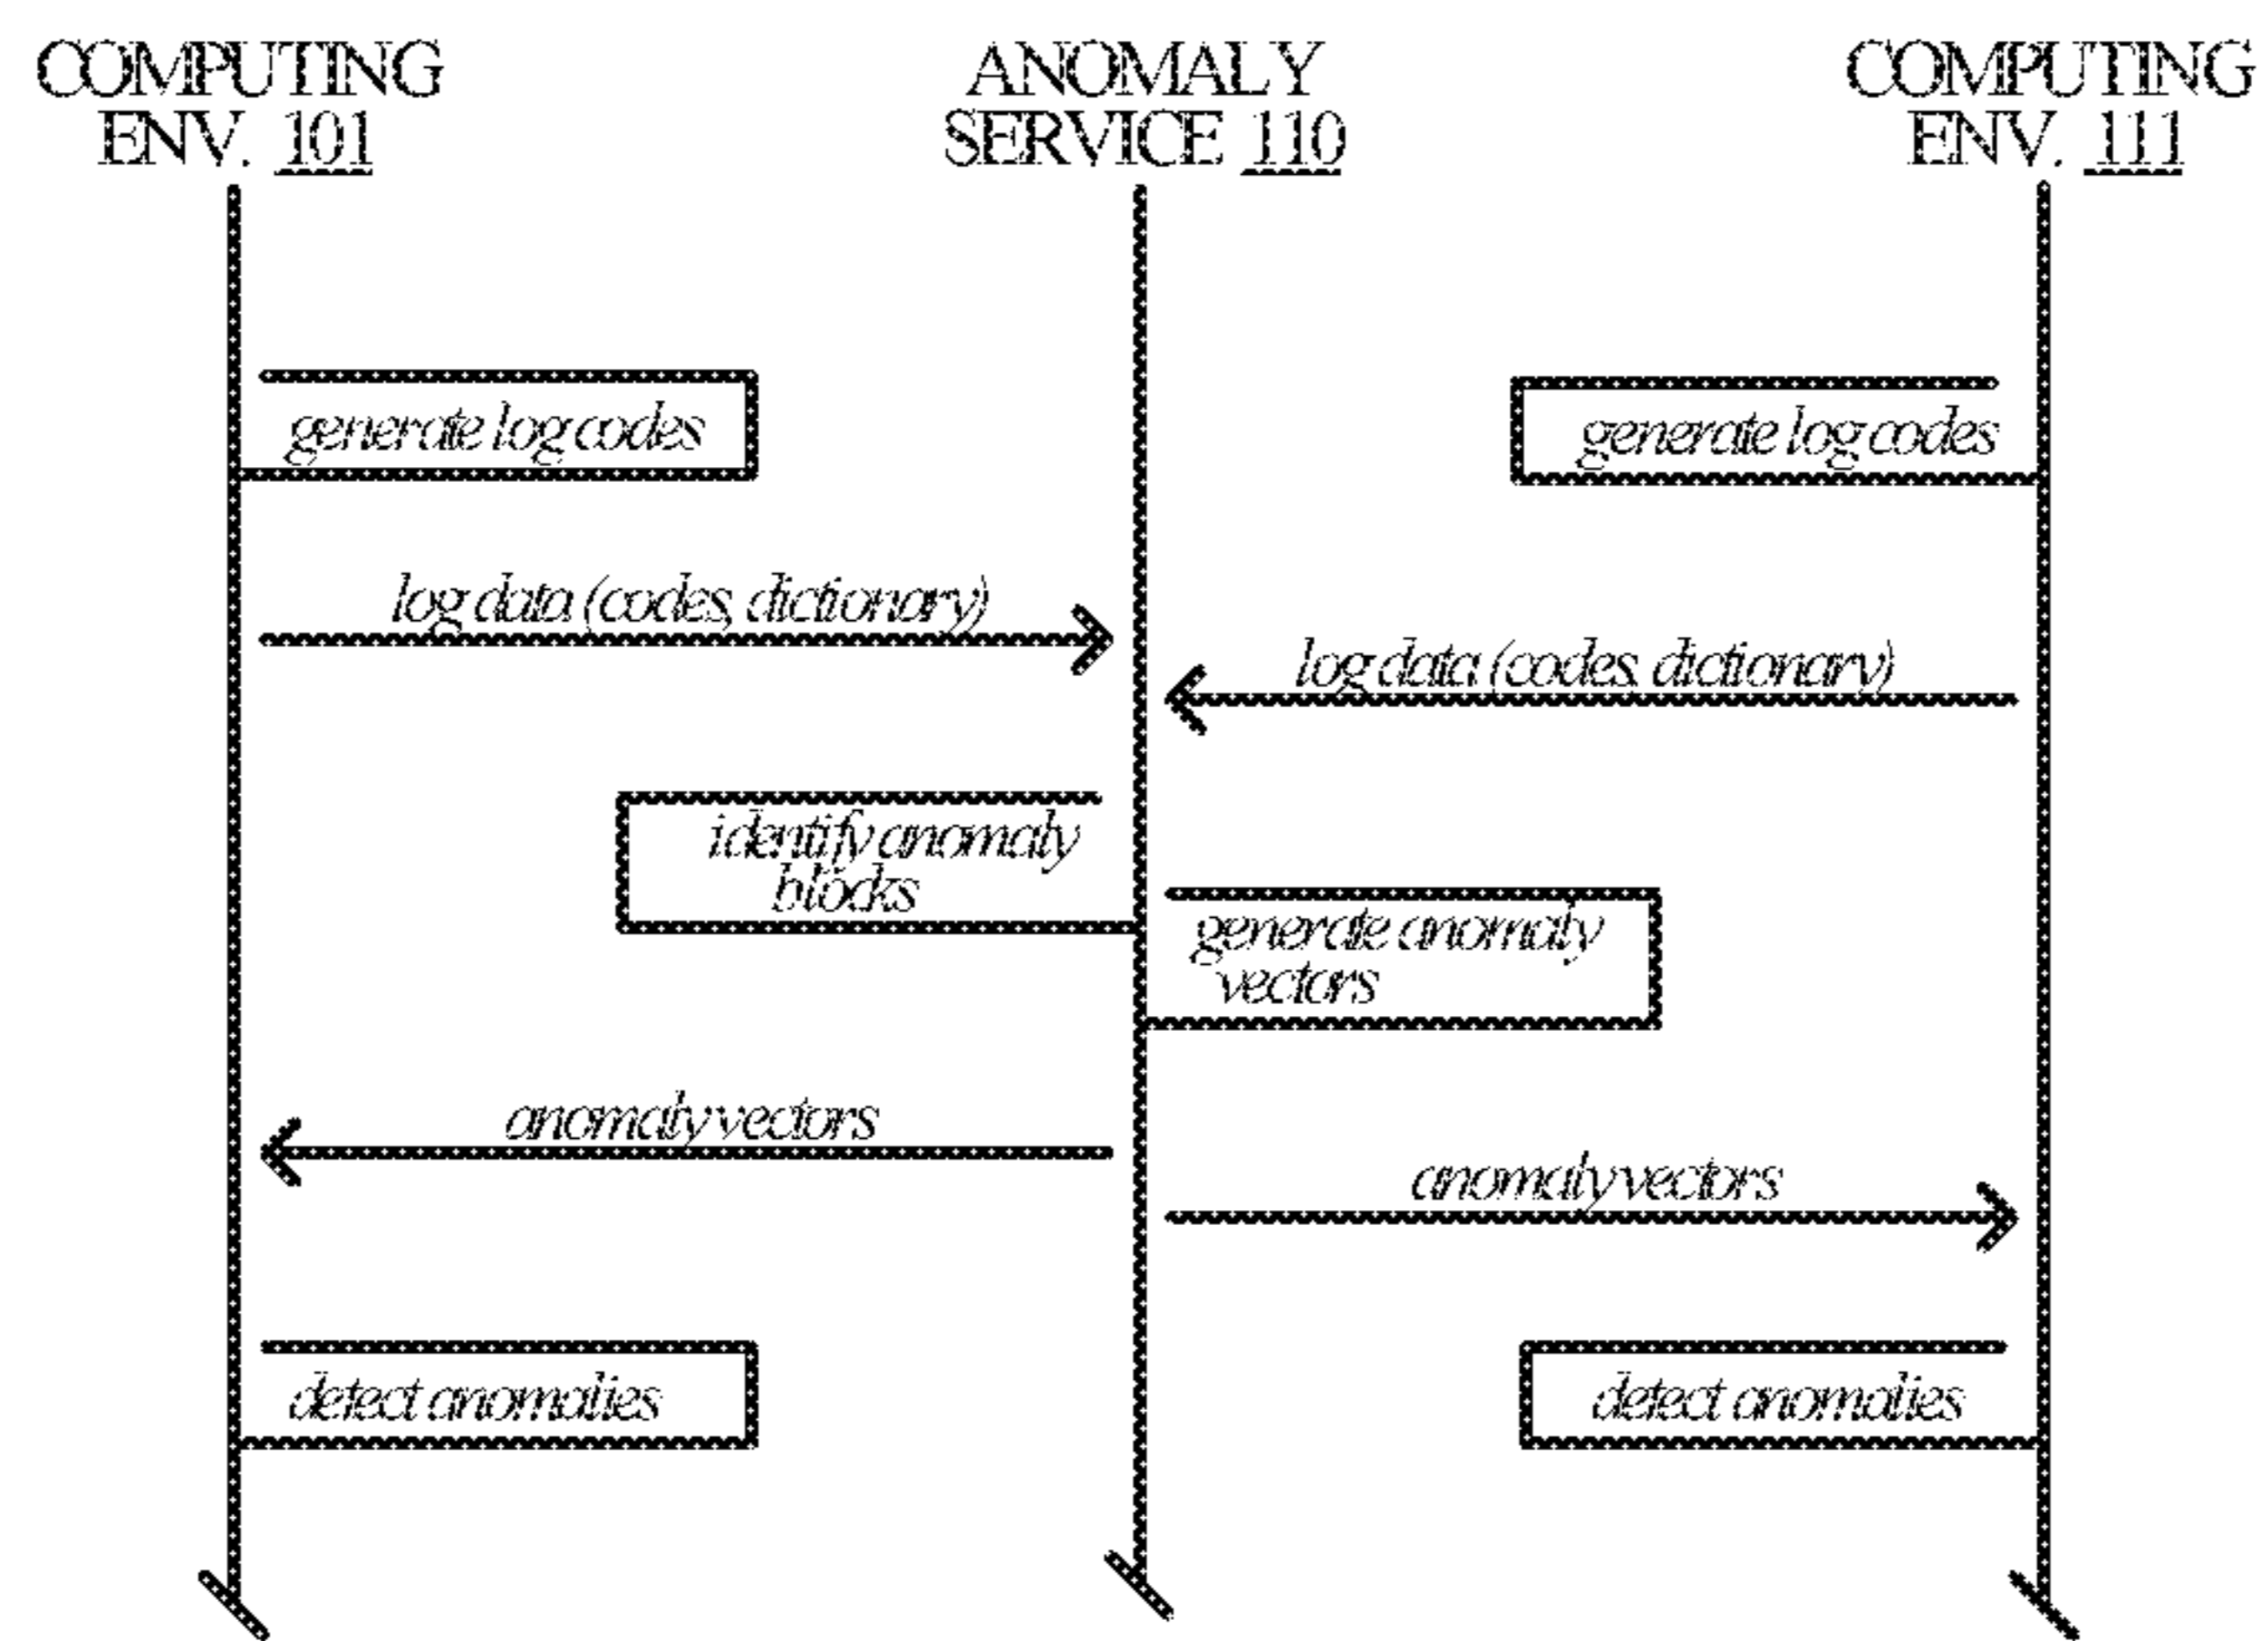 COMPUTING
ENV. 101
ANOMALY
SERVICE 110
COMPUTING
ENV. 111
generate log codes
generate log codes
log data (codes, dictionary)
log data (codes, dictionary)
identify anomaly
blocks
generate anomaly
vectors
anomaly vectors
anomaly vectors
detect anomalies
detect anomalies